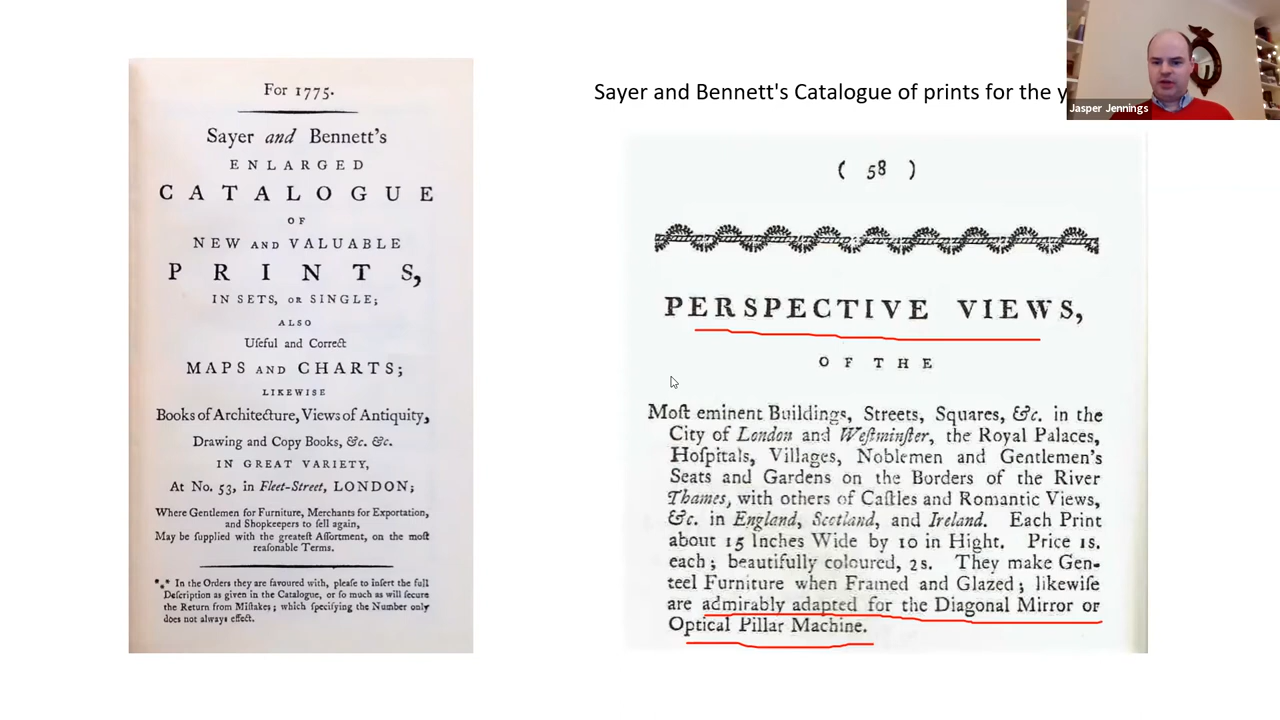 For 1775.
Sayer and Bennett's
ENLARGED
CATALOGUE
OF
NEW AND VALUABLE
PRINTS,
IN SETS, OR SINGLE;
ALSO
Uſeful and Correct
MAPS AND CHARTS;
LIKEWISE
Books of Architecture, Views of Antiquity,
Drawing and Copy Books, &c. &c.
IN GREAT VARIETY,
At No. 53, in Fleet-Street, LONDON;
Where Gentlemen for Furniture, Merchants for Exportation,
and Shopkeepers to ſell again,
May be ſupplied with the greateſt Aſſortment, on the moſt
reaſonable Terms.
*⁎* In the Orders they are favoured with, pleaſe to inſert the full
Deſcription as given in the Catalogue, or ſo much as will ſecure
the Return from Miſtakes; which ſpecifying the Number only
does not always effect.
Sayer and Bennett's Catalogue of prints for the y
Jasper Jennings
( 58 )
PERSPECTIVE VIEWS,
OF THE
Moſt eminent Buildings, Streets, Squares, &c. in the
City of London and Weſtminſter, the Royal Palaces,
Hoſpitals, Villages, Noblemen and Gentlemen's
Seats and Gardens on the Borders of the River
Thames, with others of Caſtles and Romantic Views,
&c. in England, Scotland, and Ireland. Each Print
about 15 Inches Wide by 10 in Hight. Price 1s.
each; beautifully coloured, 2s. They make Gen-
teel Furniture when Framed and Glazed; likewiſe
are admirably adapted for the Diagonal Mirror or
Optical Pillar Machine.